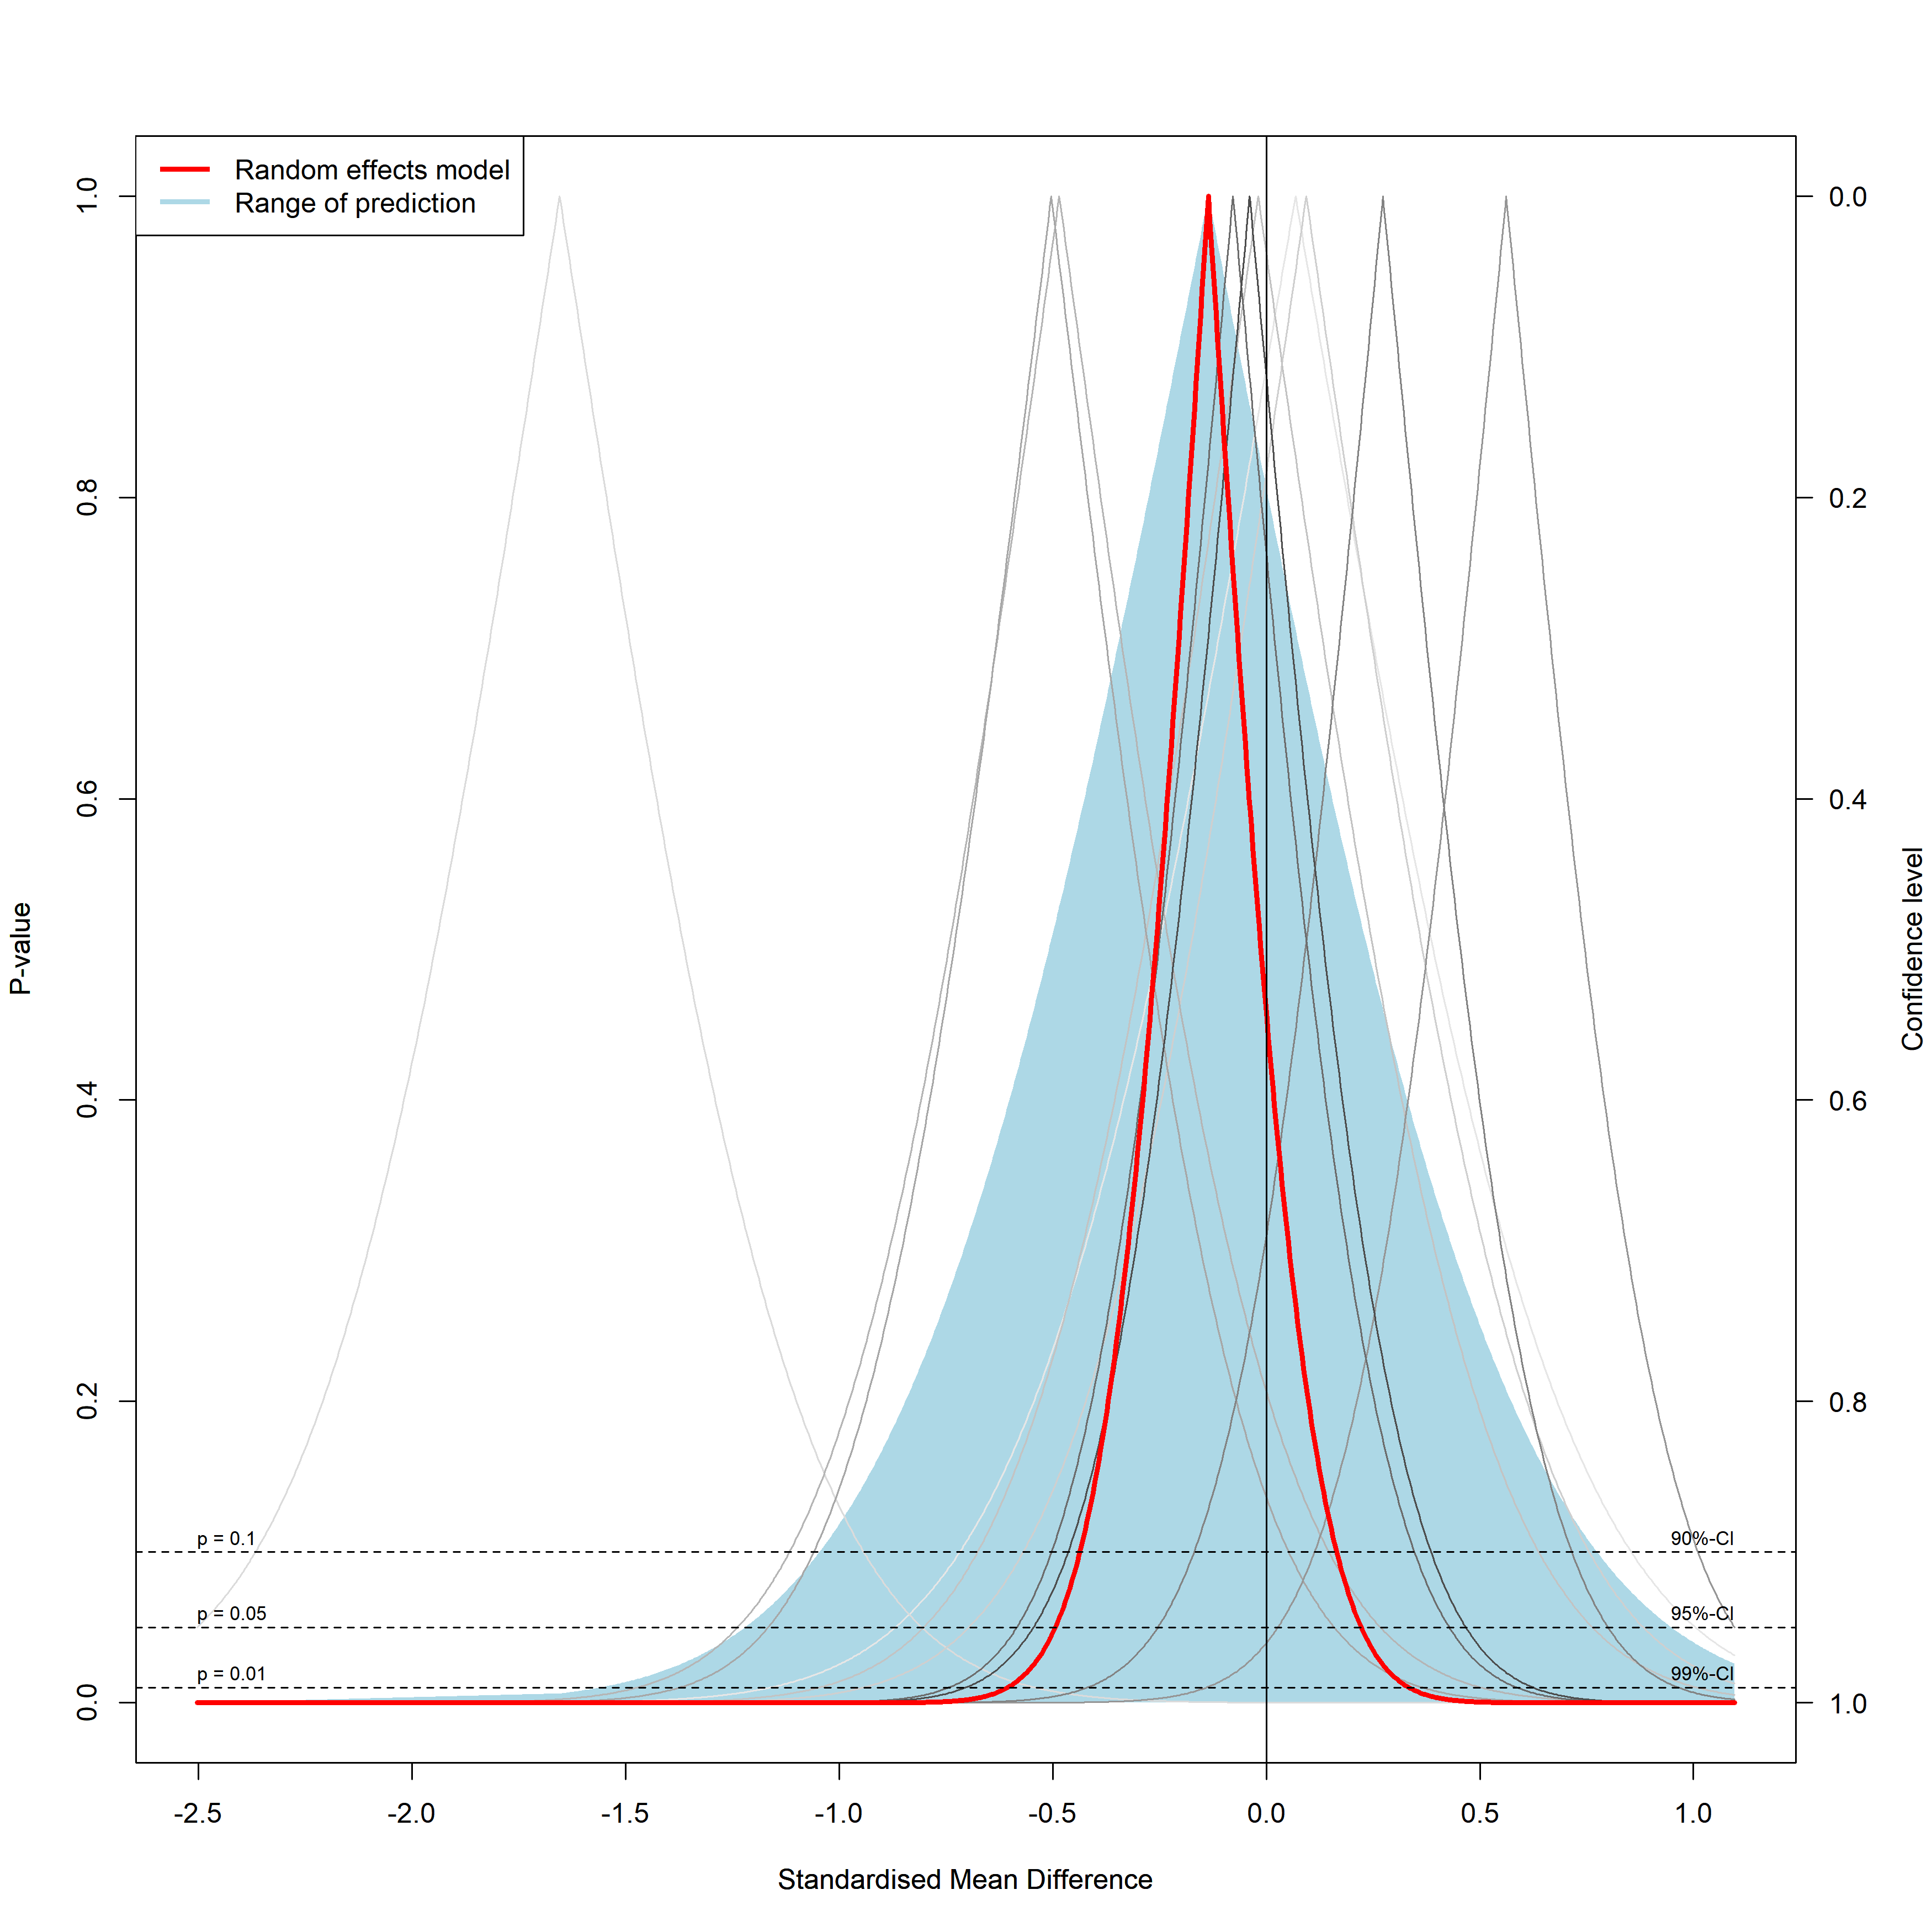 Random effects model
Range of prediction
1.0
0.8
0.6
0.4
0.2
0.0
P-value
0.0
0.2
0.4
0.6
0.8
1.0
Confidence level
p = 0.1
90%-CI
p = 0.05
95%-CI
p = 0.01
99%-CI
-2.5 -2.0 -1.5 -1.0 -0.5 0.0 0.5 1.0
Standardised Mean Difference